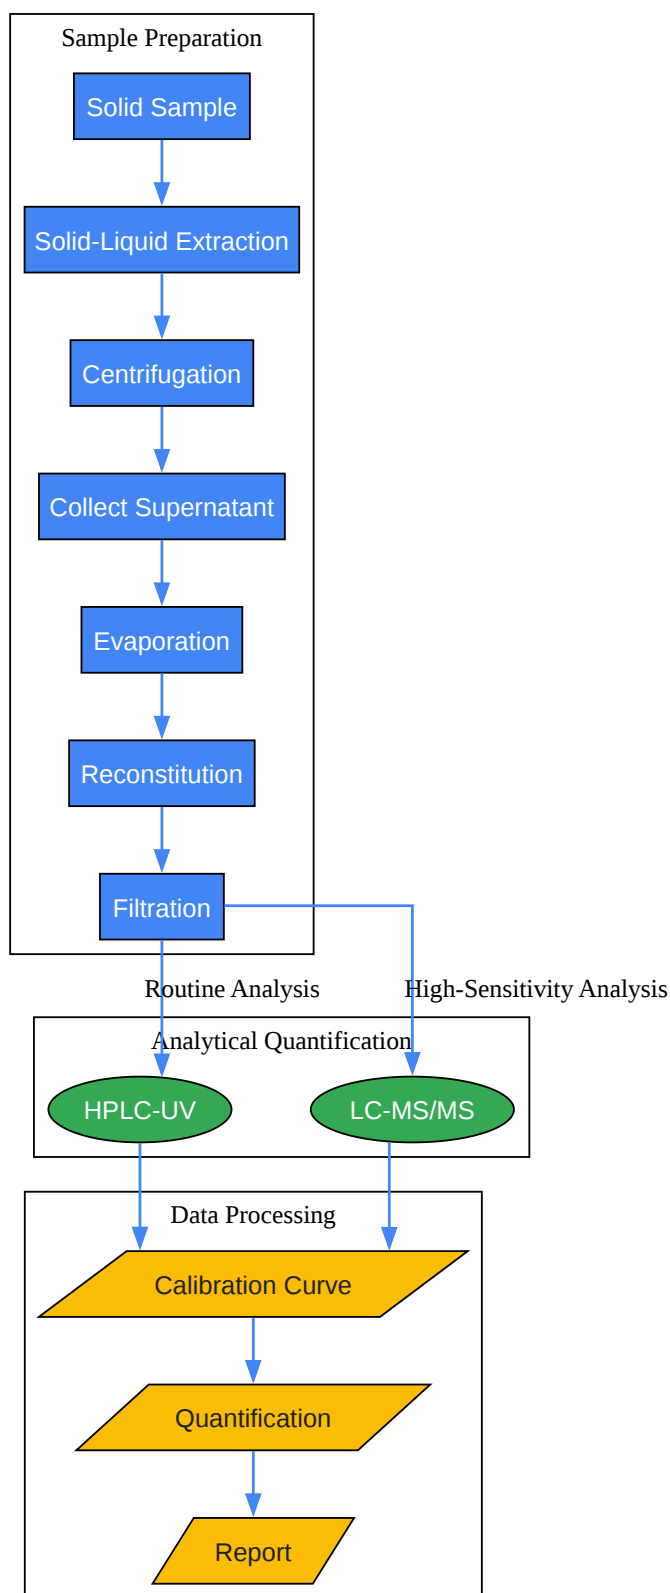 Sample Preparation
Solid Sample
Solid-Liquid Extraction
Centrifugation
Collect Supernatant
Evaporation
Reconstitution
Filtration
Routine Analysis
High-Sensitivity Analysis
Analytical Quantification
HPLC-UV
LC-MS/MS
Data Processing
Calibration Curve
Quantification
Report